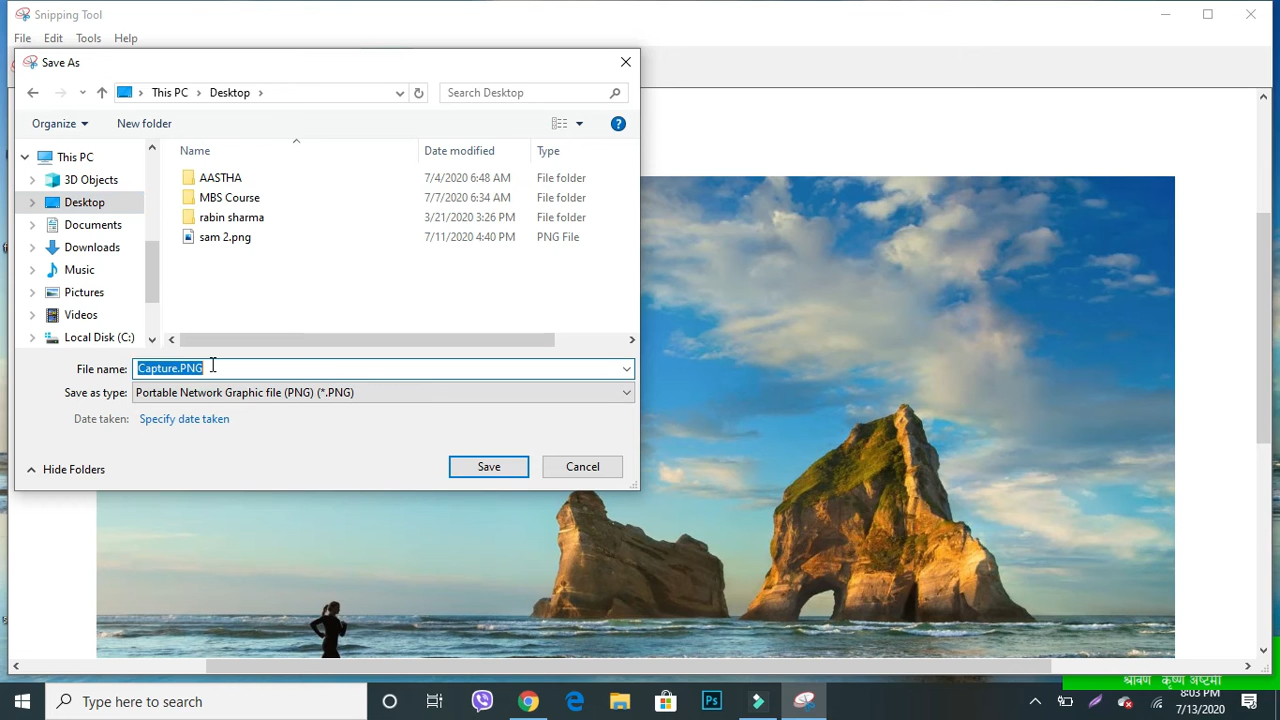 Snipping Tool
File Edit Tools Help
Save As
This PC Desktop Search Desktop
Organize New folder
Name Date modified Type
This PC
3D Objects
Desktop
Documents
Downloads
Music
Pictures
Videos
Local Disk (C:)
AASTHA 7/4/2020 6:48 AM File folder
MBS Course 7/7/2020 6:34 AM File folder
rabin sharma 3/21/2020 3:26 PM File folder
sam 2.png 7/11/2020 4:40 PM PNG File
File name: Capture.PNG
Save as type: Portable Network Graphic file (PNG) (*.PNG)
Date taken: Specify date taken
Hide Folders Save Cancel
श्रावण कृष्ण अष्टमी
Type here to search
Ps
8:03 PM
7/13/2020